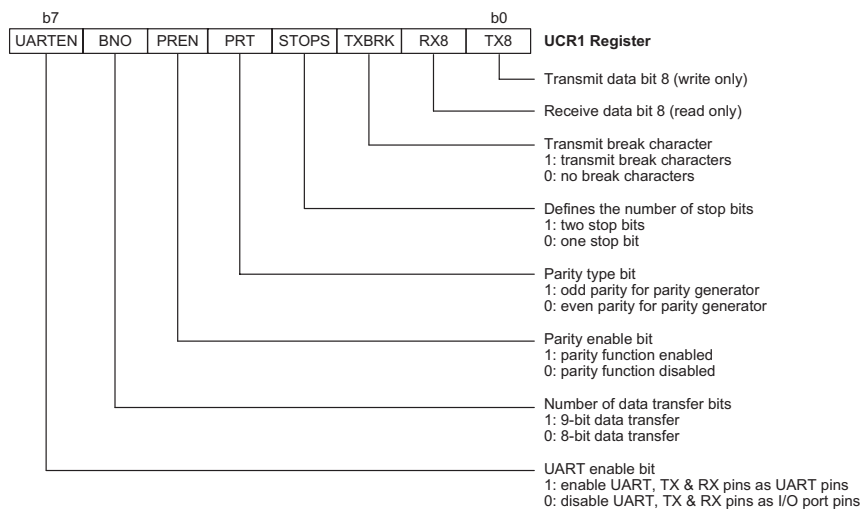 b7 b0
UARTEN BNO PREN PRT STOPS TXBRK RX8 TX8 UCR1 Register
Transmit data bit 8 (write only)
Receive data bit 8 (read only)
Transmit break character
1: transmit break characters
0: no break characters
Defines the number of stop bits
1: two stop bits
0: one stop bit
Parity type bit
1: odd parity for parity generator
0: even parity for parity generator
Parity enable bit
1: parity function enabled
0: parity function disabled
Number of data transfer bits
1: 9-bit data transfer
0: 8-bit data transfer
UART enable bit
1: enable UART, TX & RX pins as UART pins
0: disable UART, TX & RX pins as I/O port pins